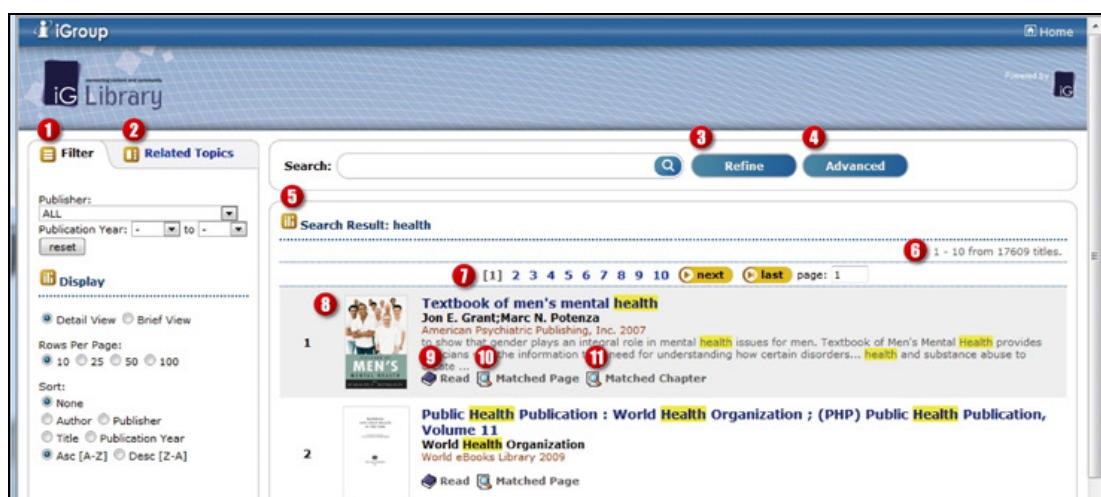 iGroup
Home
connecting content and community
iG Library
Powered by
iG
1
2
3
4
Filter
Related Topics
Search:
Refine
Advanced
Publisher:
ALL
Publication Year: - to -
reset
5
Search Result: health
6
1 - 10 from 17609 titles.
7
[1] 2 3 4 5 6 7 8 9 10 next last page: 1
Display
Detail View Brief View
Rows Per Page:
10 25 50 100
Sort:
None
Author Publisher
Title Publication Year
Asc [A-Z] Desc [Z-A]
8
1
MEN'S
MENTAL HEALTH
Textbook of men's mental health
Jon E. Grant;Marc N. Potenza
American Psychiatric Publishing, Inc. 2007
to show that gender plays an integral role in mental health issues for men. Textbook of Men's Mental Health provides
the information need for understanding how certain disorders... health and substance abuse to
...
9
10
11
Read Matched Page Matched Chapter
2
Public Health Publication : World Health Organization ; (PHP) Public Health Publication,
Volume 11
World Health Organization
World eBooks Library 2009
Read Matched Page